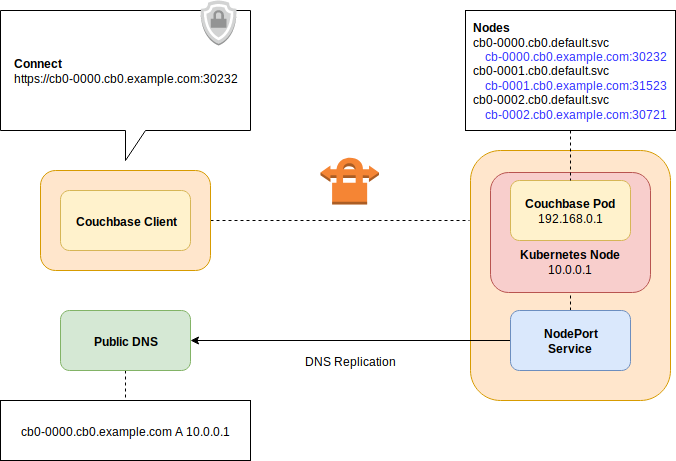 Connect
https://cb0-0000.cb0.example.com:30232
Nodes
cb0-0000.cb0.default.svc
cb-0000.cb0.example.com:30232
cb0-0001.cb0.default.svc
cb-0001.cb0.example.com:31523
cb0-0002.cb0.default.svc
cb-0002.cb0.example.com:30721
Couchbase Client
Couchbase Pod
192.168.0.1
Kubernetes Node
10.0.0.1
Public DNS
DNS Replication
NodePort
Service
cb0-0000.cb0.example.com A 10.0.0.1